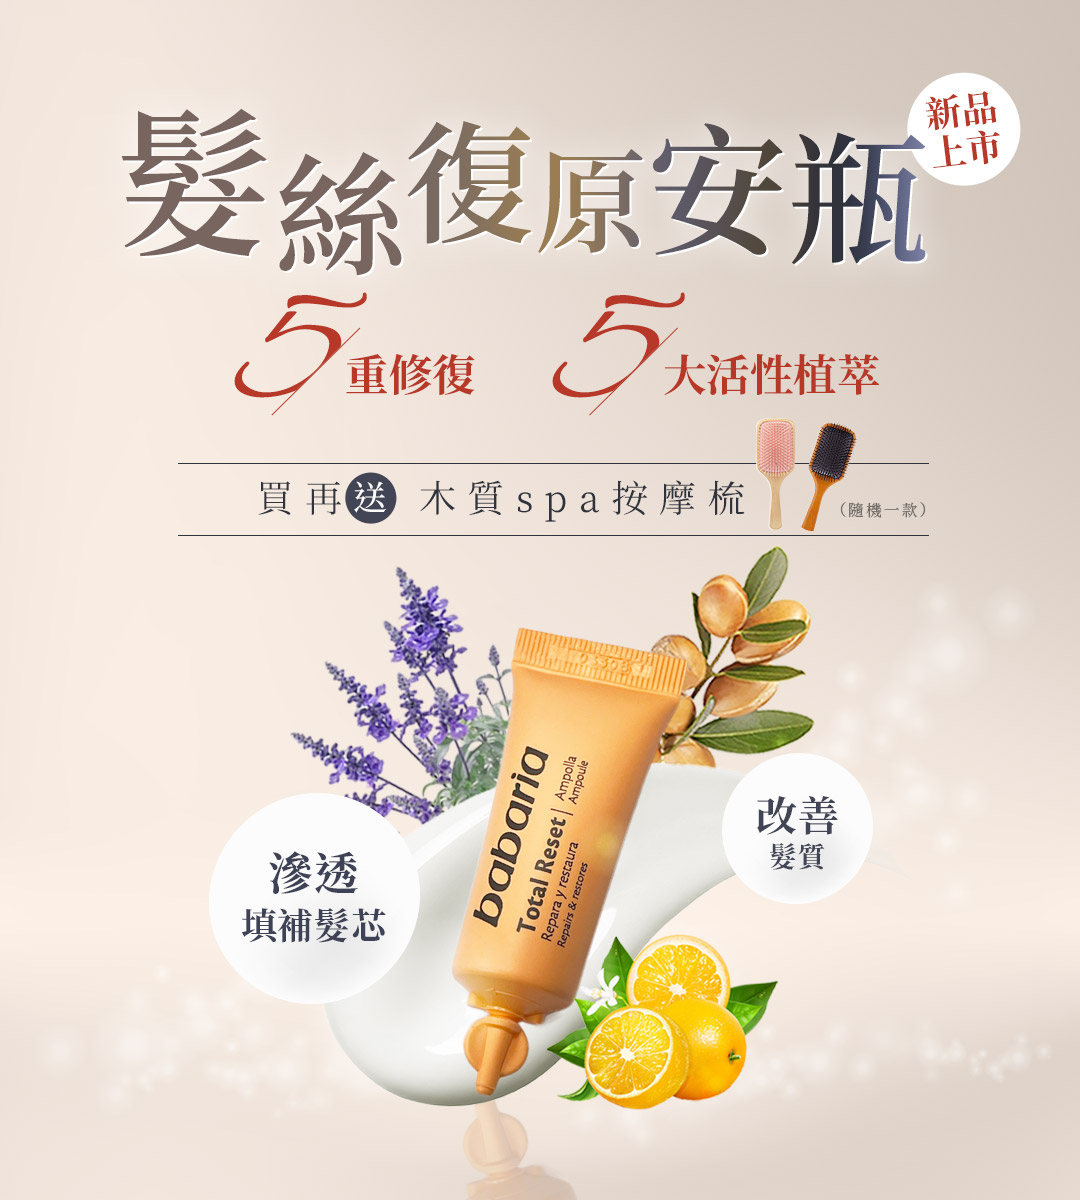 髮絲復原安瓶
新品
上市
5重修復 5大活性植萃
買再送 木質spa按摩梳 （隨機一款）
babaria
Total Reset | Ampolla
Ampoule
Repara y restaura
Repairs & restores
改善
髮質
滲透
填補髮芯